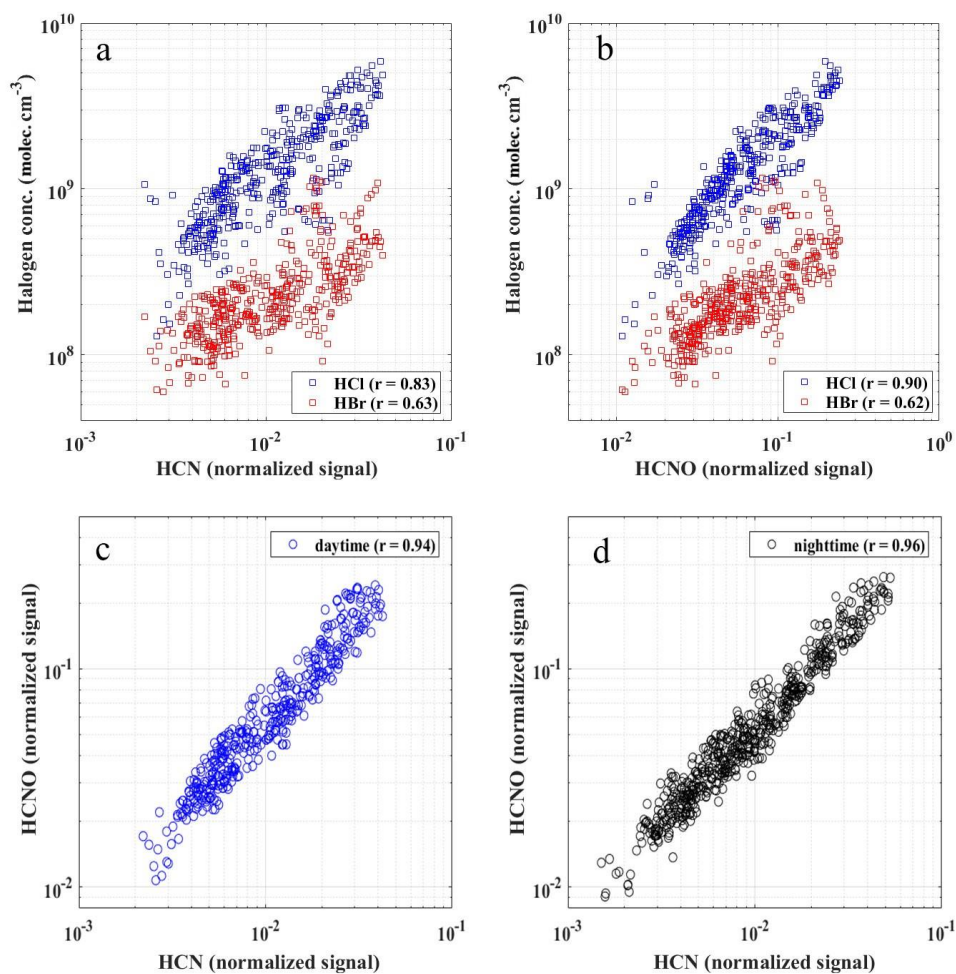 a
10^10
10^9
10^8
Halogen conc. (molec. cm^-3)
HCl (r = 0.83)
HBr (r = 0.63)
10^-3
10^-2
10^-1
HCN (normalized signal)
b
10^10
10^9
10^8
Halogen conc. (molec. cm^-3)
HCl (r = 0.90)
HBr (r = 0.62)
10^-2
10^-1
10^0
HCNO (normalized signal)
c
daytime (r = 0.94)
10^-1
10^-2
HCNO (normalized signal)
10^-3
10^-2
10^-1
HCN (normalized signal)
d
nighttime (r = 0.96)
10^-1
10^-2
HCNO (normalized signal)
10^-3
10^-2
10^-1
HCN (normalized signal)